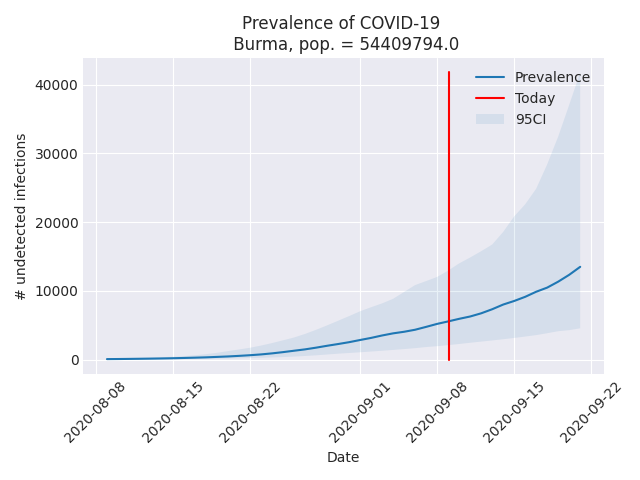 Prevalence of COVID-19
Burma, pop. = 54409794.0
Prevalence
Today
95CI
40000
30000
20000
10000
0
# undetected infections
2020-08-08
2020-08-15
2020-08-22
2020-09-01
2020-09-08
2020-09-15
2020-09-22
Date